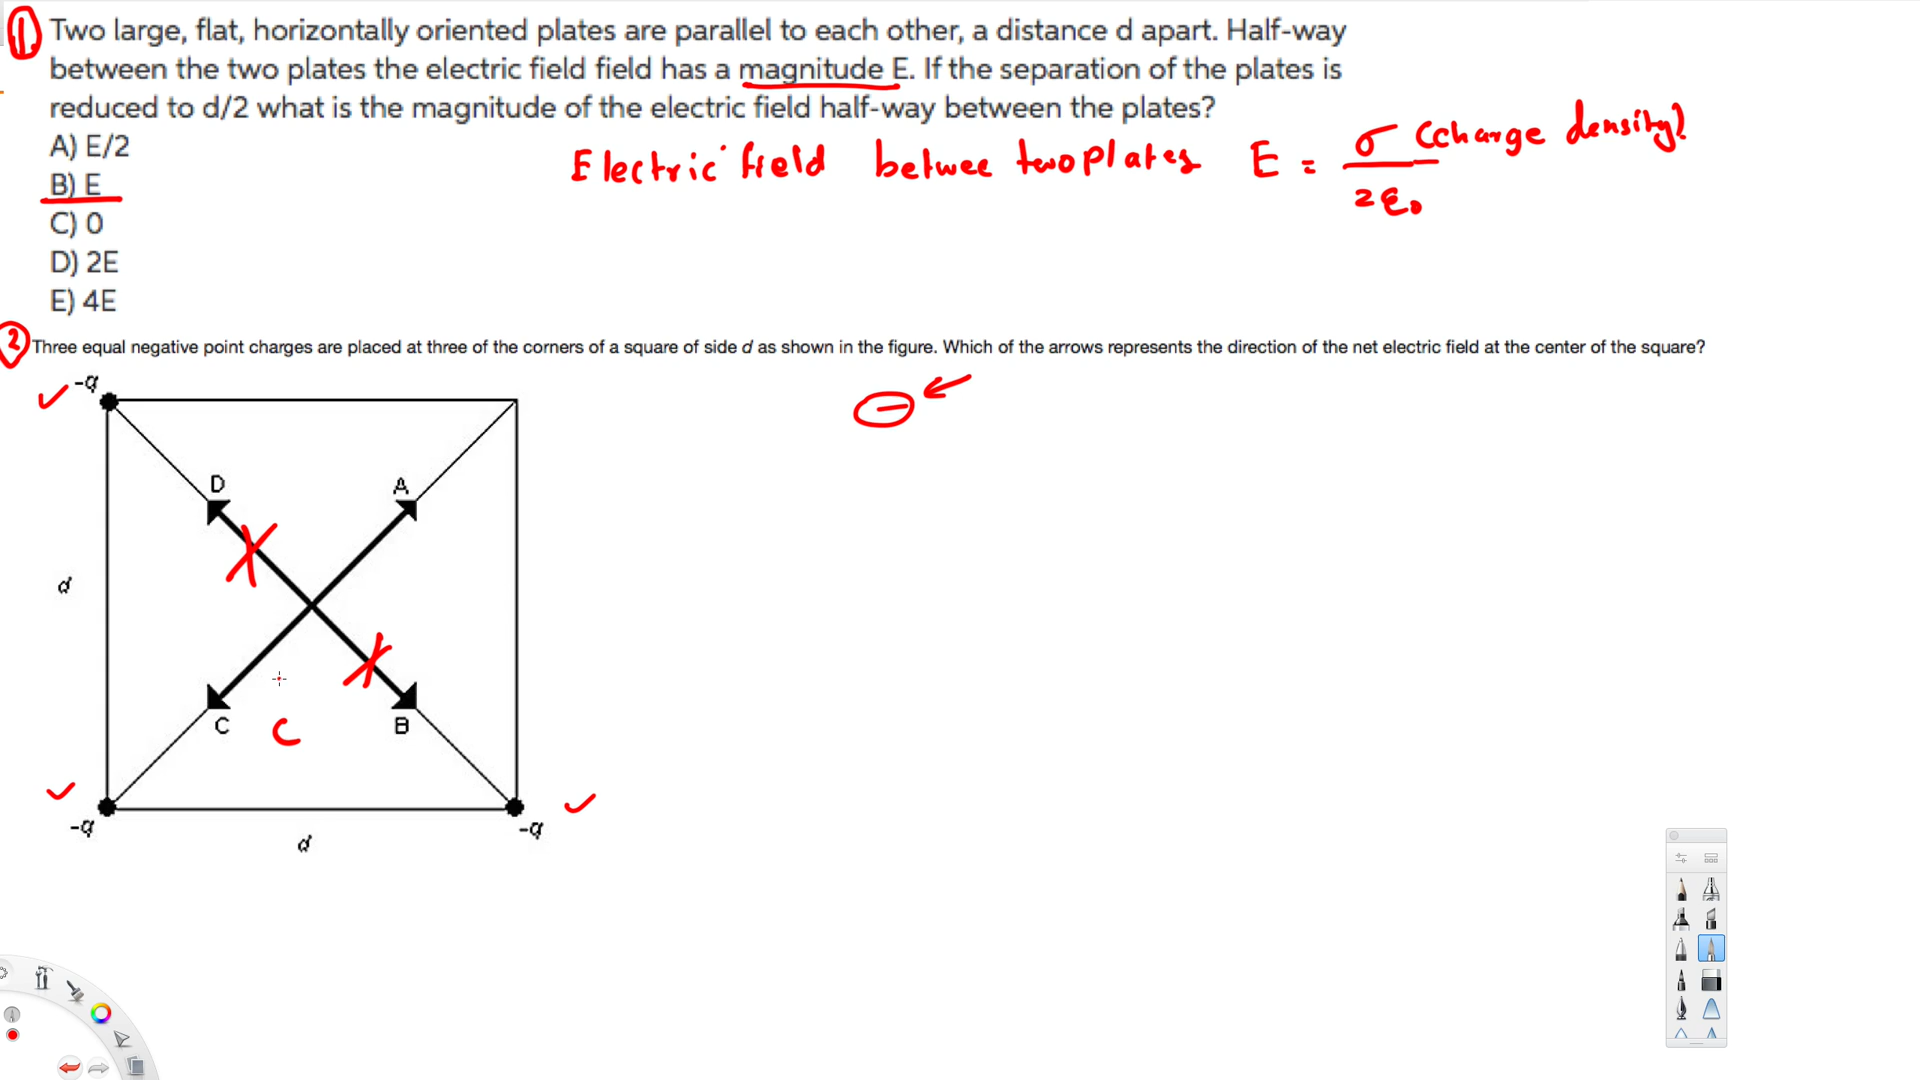 1. Two large, flat, horizontally oriented plates are parallel to each other, a distance d apart. Half-way
between the two plates the electric field field has a magnitude E. If the separation of the plates is
reduced to d/2 what is the magnitude of the electric field half-way between the plates?
A) E/2
B) E
C) 0
D) 2E
E) 4E
Electric field betwee two plates E = σ (charge density)
2ε₀
2 Three equal negative point charges are placed at three of the corners of a square of side d as shown in the figure. Which of the arrows represents the direction of the net electric field at the center of the square?
-q
−
D
A
d
C
C
B
-q
-q
d